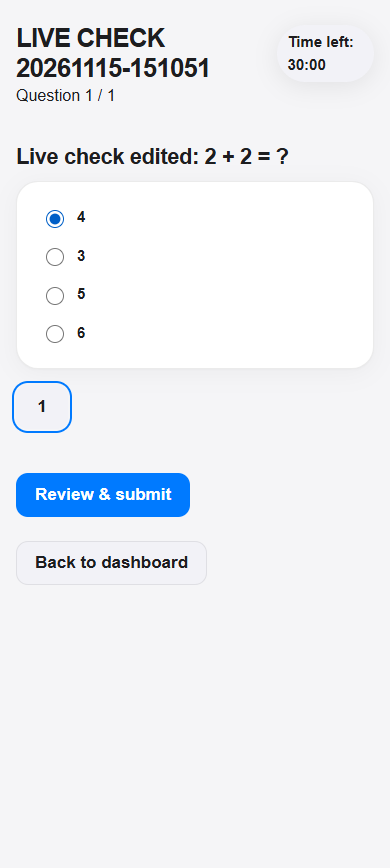 LIVE CHECK
20261115-151051
Question 1 / 1
Time left:
30:00
Live check edited: 2 + 2 = ?
4
3
5
6
1
Review & submit
Back to dashboard